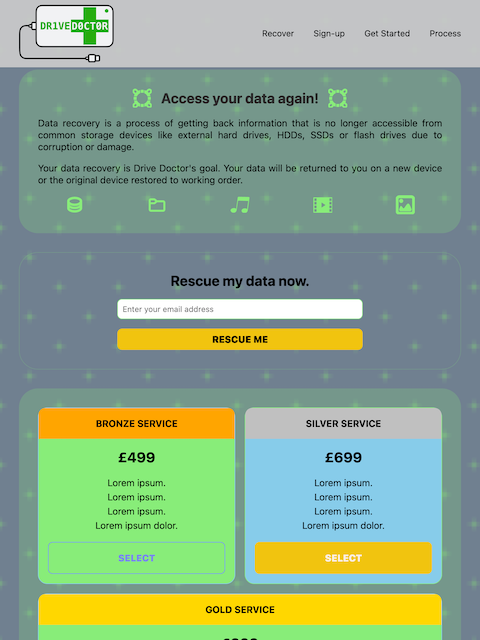 DR1VED0CT0R
Recover Sign-up Get Started Process
Access your data again!
Data recovery is a process of getting back information that is no longer accessible from
common storage devices like external hard drives, HDDs, SSDs or flash drives due to
corruption or damage.
Your data recovery is Drive Doctor's goal. Your data will be returned to you on a new device
or the original device restored to working order.
Rescue my data now.
Enter your email address
RESCUE ME
BRONZE SERVICE
£499
Lorem ipsum.
Lorem ipsum.
Lorem ipsum.
Lorem ipsum dolor.
SELECT
SILVER SERVICE
£699
Lorem ipsum.
Lorem ipsum.
Lorem ipsum.
Lorem ipsum dolor.
SELECT
GOLD SERVICE